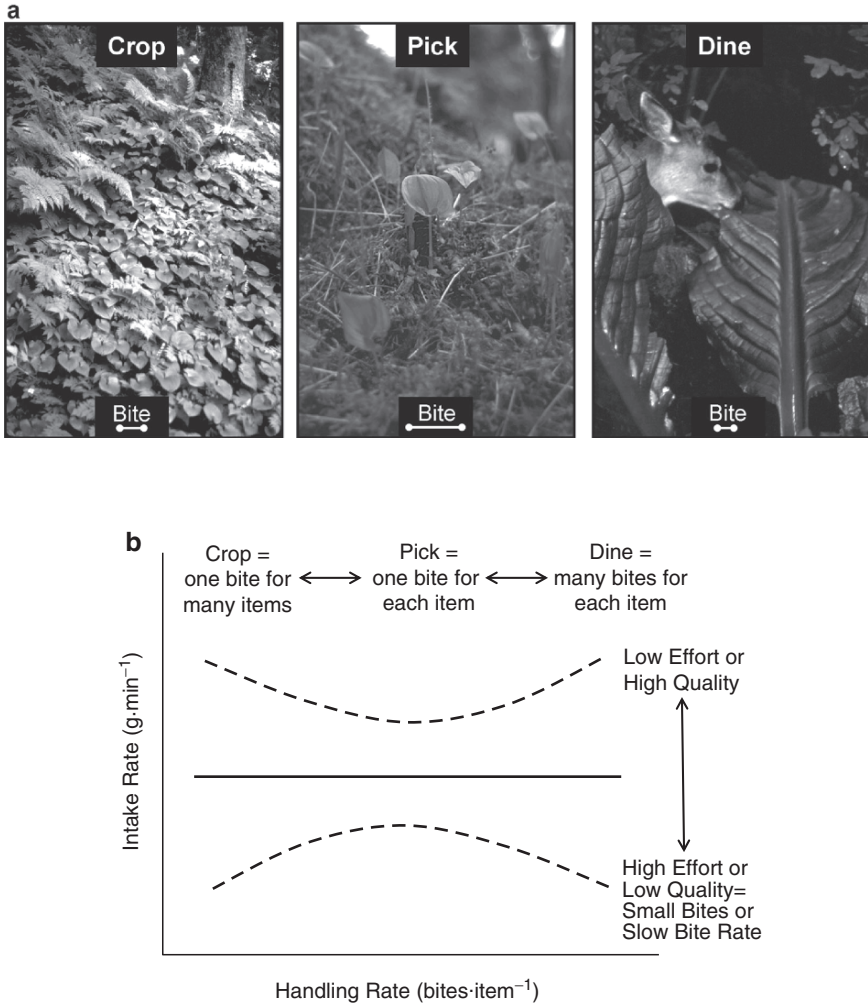 a
Crop
Pick
Dine
Bite
Bite
Bite
b
Crop =
one bite for
many items
Pick =
one bite for
each item
Dine =
many bites for
each item
Low Effort or
High Quality
High Effort or
Low Quality=
Small Bites or
Slow Bite Rate
Intake Rate (g·min⁻¹)
Handling Rate (bites·item⁻¹)